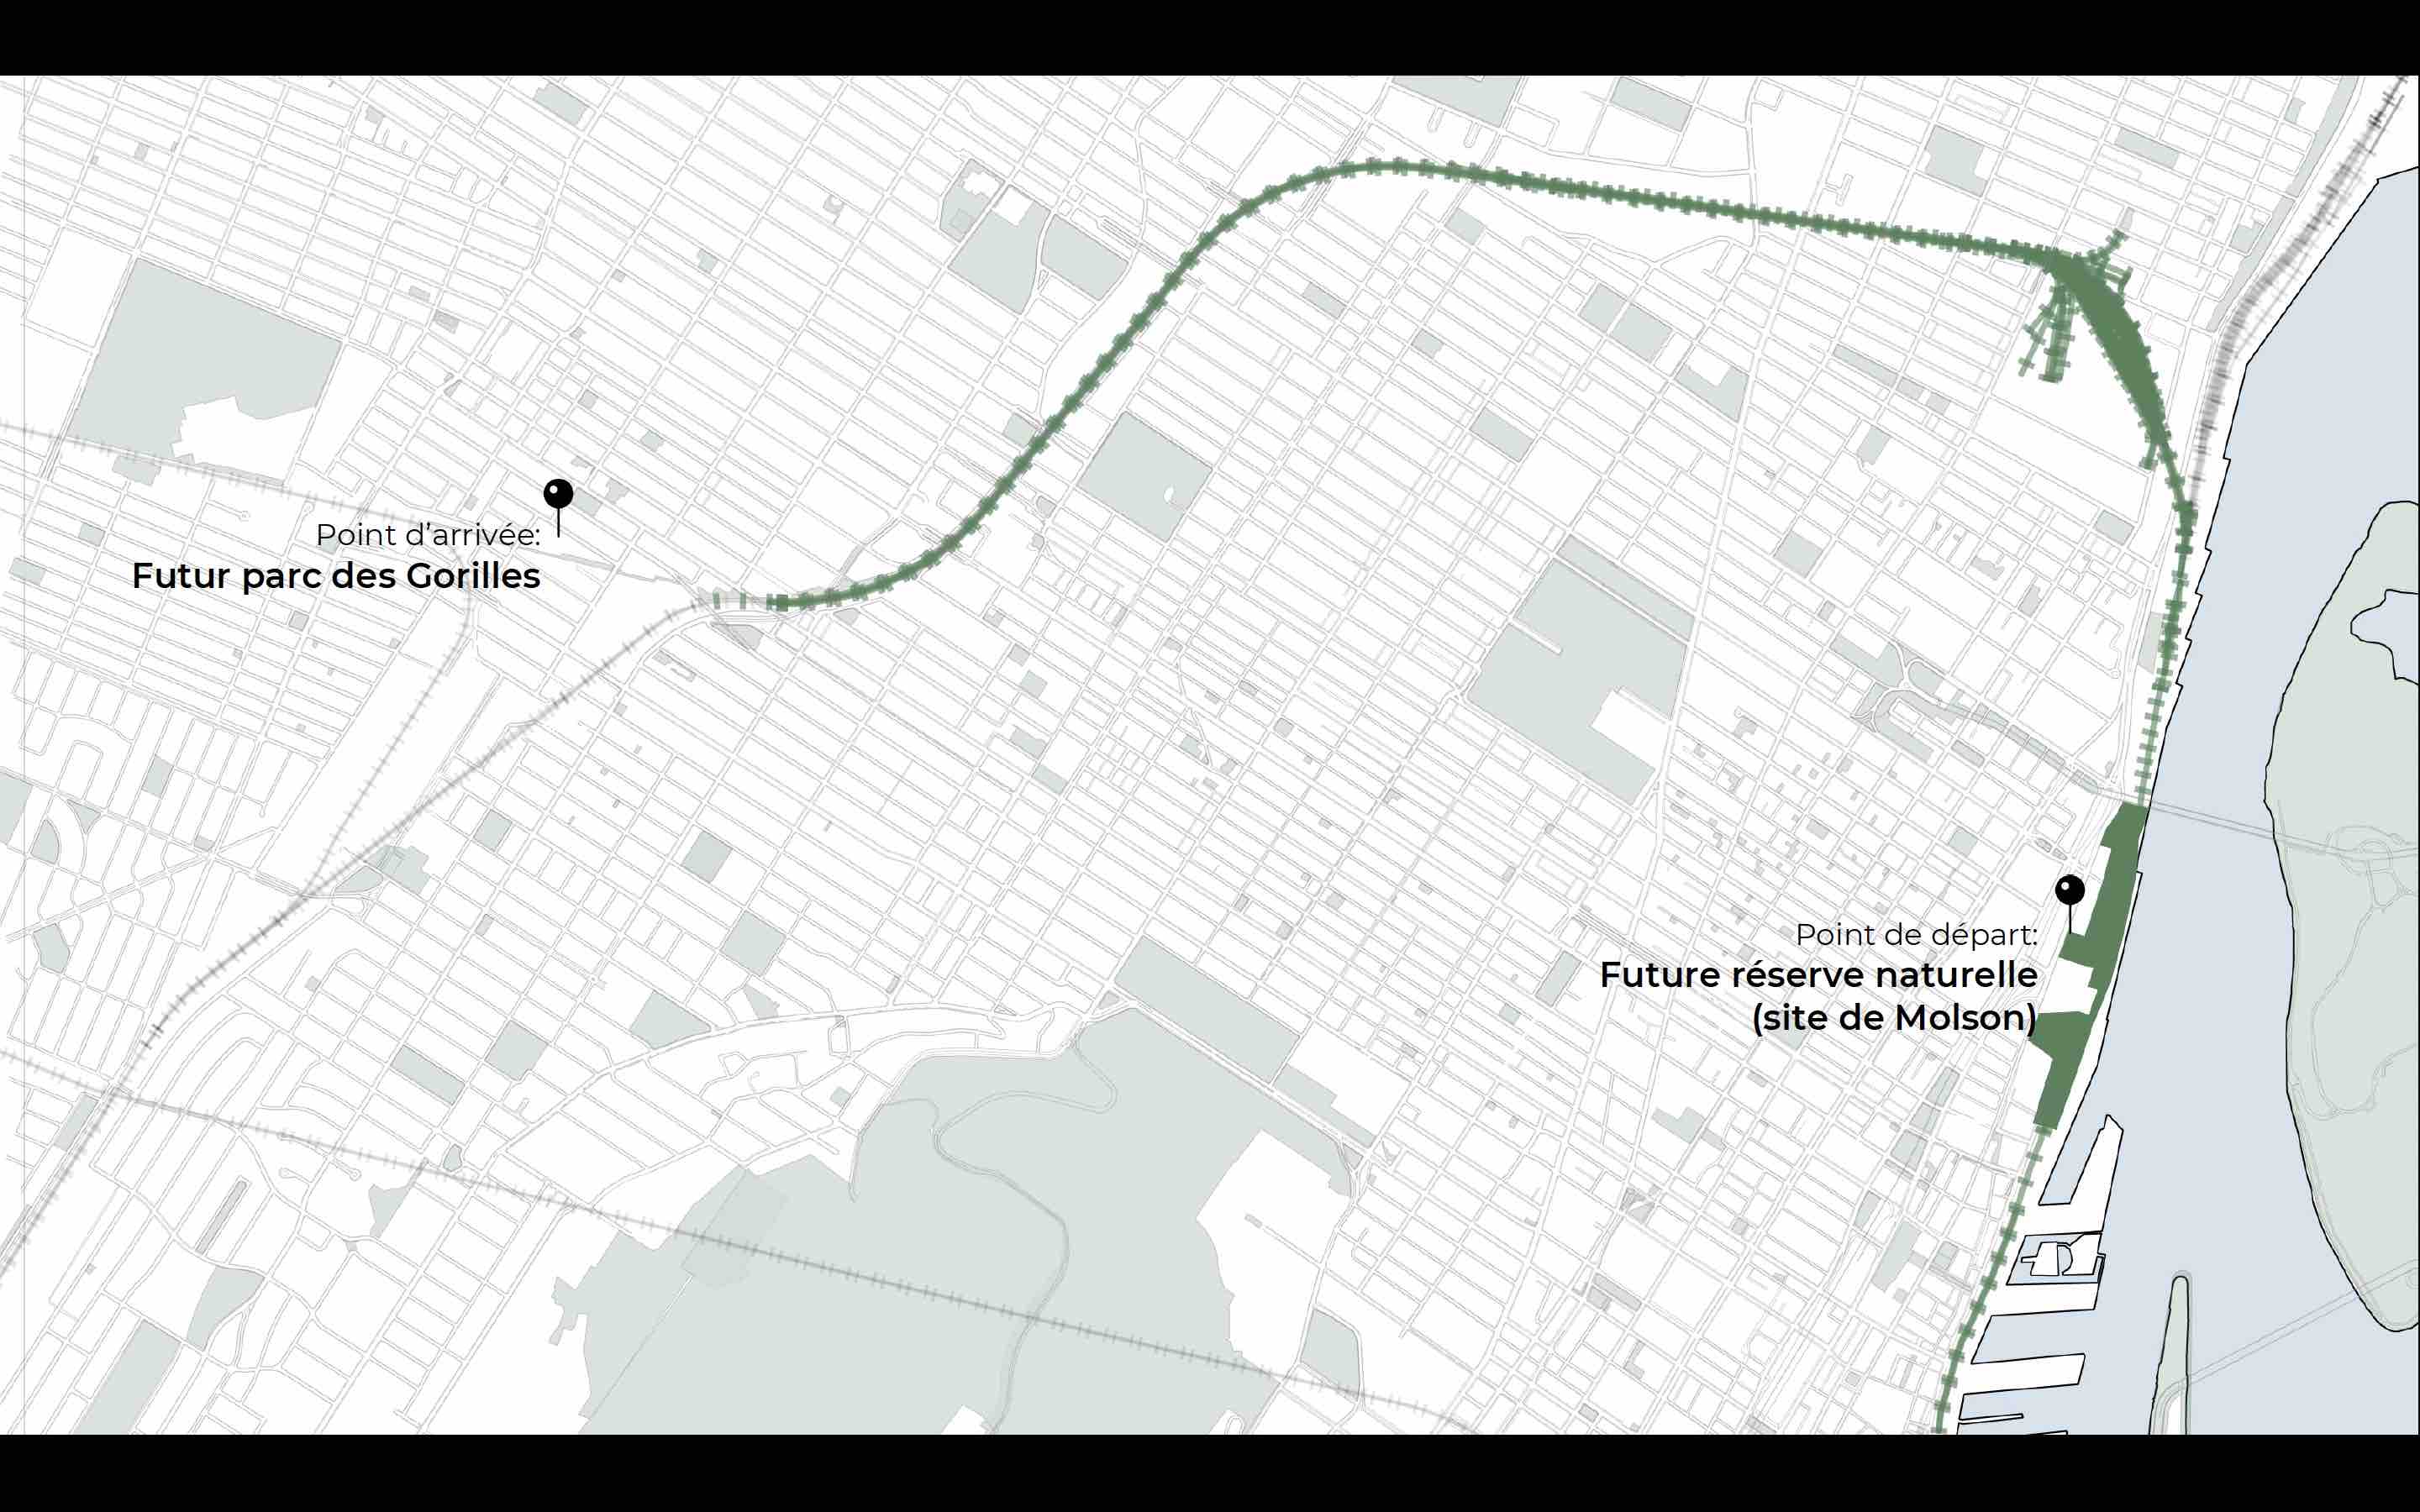 Point d'arrivée:
Futur parc des Gorilles
Point de départ:
Future réserve naturelle
(site de Molson)